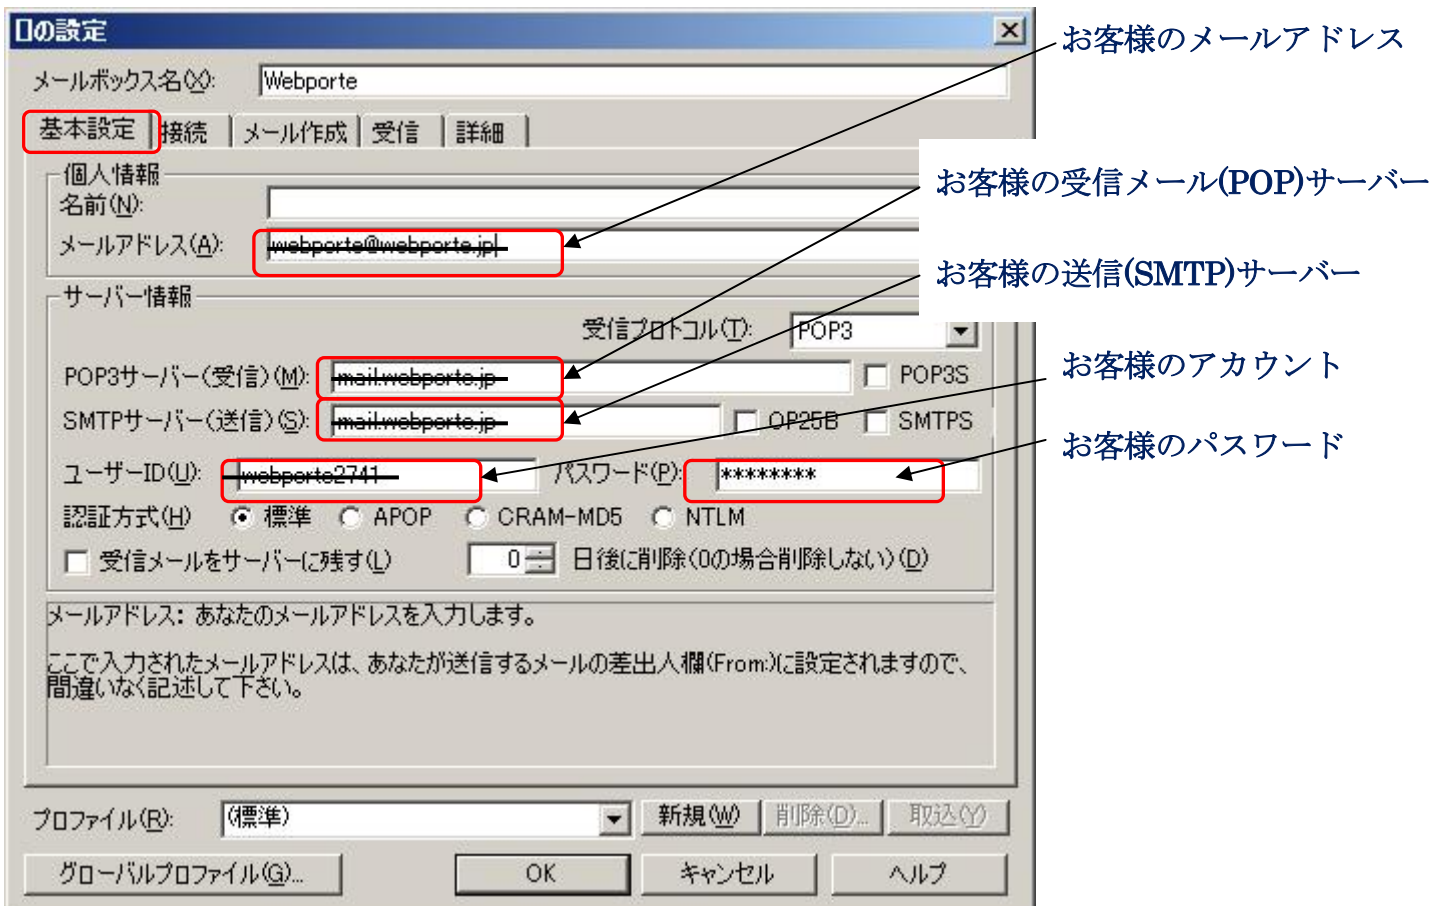 の設定
お客様のメールアドレス
メールボックス名(X): Webporte
基本設定 接続 メール作成 受信 詳細
個人情報
お客様の受信メール(POP)サーバー
名前(N):
メールアドレス(A): webporte@webporte.jp
お客様の送信(SMTP)サーバー
サーバー情報
受信プロトコル(T): POP3
お客様のアカウント
POP3サーバー(受信)(M): mail.webporte.jp POP3S
SMTPサーバー(送信)(S): mail.webporte.jp OP25B SMTPS
お客様のパスワード
ユーザーID(U): webporte2741 パスワード(P): ********
認証方式(H) 標準 APOP CRAM-MD5 NTLM
受信メールをサーバーに残す(L) 0 日後に削除(0の場合削除しない)(D)
メールアドレス: あなたのメールアドレスを入力します。
ここで入力されたメールアドレスは、あなたが送信するメールの差出人欄(From:)に設定されますので、
間違いなく記述して下さい。
プロファイル(R): (標準) 新規(W) 削除(D)... 取込(Y)
グローバルプロファイル(G)... OK キャンセル ヘルプ